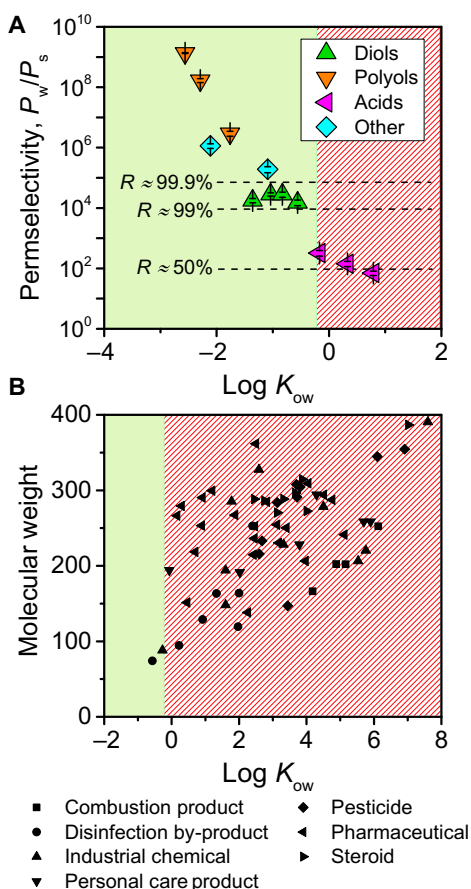 A
Permselectivity, P_w/P_s
10^10
10^8
10^6
10^4
10^2
10^0
Diols
Polyols
Acids
Other
R ≈ 99.9%
R ≈ 99%
R ≈ 50%
−4
−2
0
2
Log K_ow
B
Molecular weight
400
300
200
100
0
−2
0
2
4
6
8
Log K_ow
Combustion product
Disinfection by-product
Industrial chemical
Personal care product
Pesticide
Pharmaceutical
Steroid